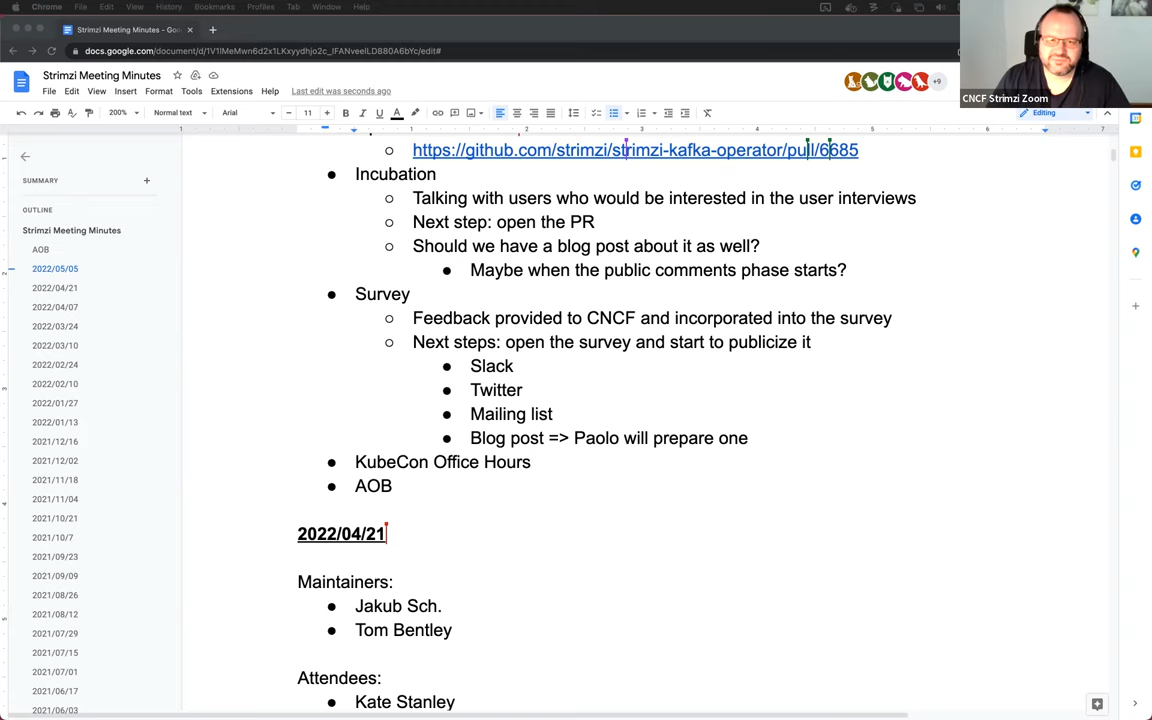 Chrome File Edit View History Bookmarks Profiles Tab Window Help
Strimzi Meeting Minutes - Goo
docs.google.com/document/d/1V1lMeMwn6d2x1LKxyydhjo2c_IFANveelLD880A6bYc/edit#
Strimzi Meeting Minutes
File Edit View Insert Format Tools Extensions Help Last edit was seconds ago
+9
CNCF Strimzi Zoom
200% Normal text Arial 11 Editing
1 1 2 3 4 5 6 7
https://github.com/strimzi/strimzi-kafka-operator/pull/6685
SUMMARY
OUTLINE
Strimzi Meeting Minutes
AOB
2022/05/05
2022/04/21
2022/04/07
2022/03/24
2022/03/10
2022/02/24
2022/02/10
2022/01/27
2022/01/13
2021/12/16
2021/12/02
2021/11/18
2021/11/04
2021/10/21
2021/10/7
2021/09/23
2021/09/09
2021/08/26
2021/08/12
2021/07/29
2021/07/15
2021/07/01
2021/06/17
2021/06/03
● Incubation
○ Talking with users who would be interested in the user interviews
○ Next step: open the PR
○ Should we have a blog post about it as well?
● Maybe when the public comments phase starts?
● Survey
○ Feedback provided to CNCF and incorporated into the survey
○ Next steps: open the survey and start to publicize it
● Slack
● Twitter
● Mailing list
● Blog post => Paolo will prepare one
● KubeCon Office Hours
● AOB
2022/04/21
Maintainers:
● Jakub Sch.
● Tom Bentley
Attendees:
● Kate Stanley